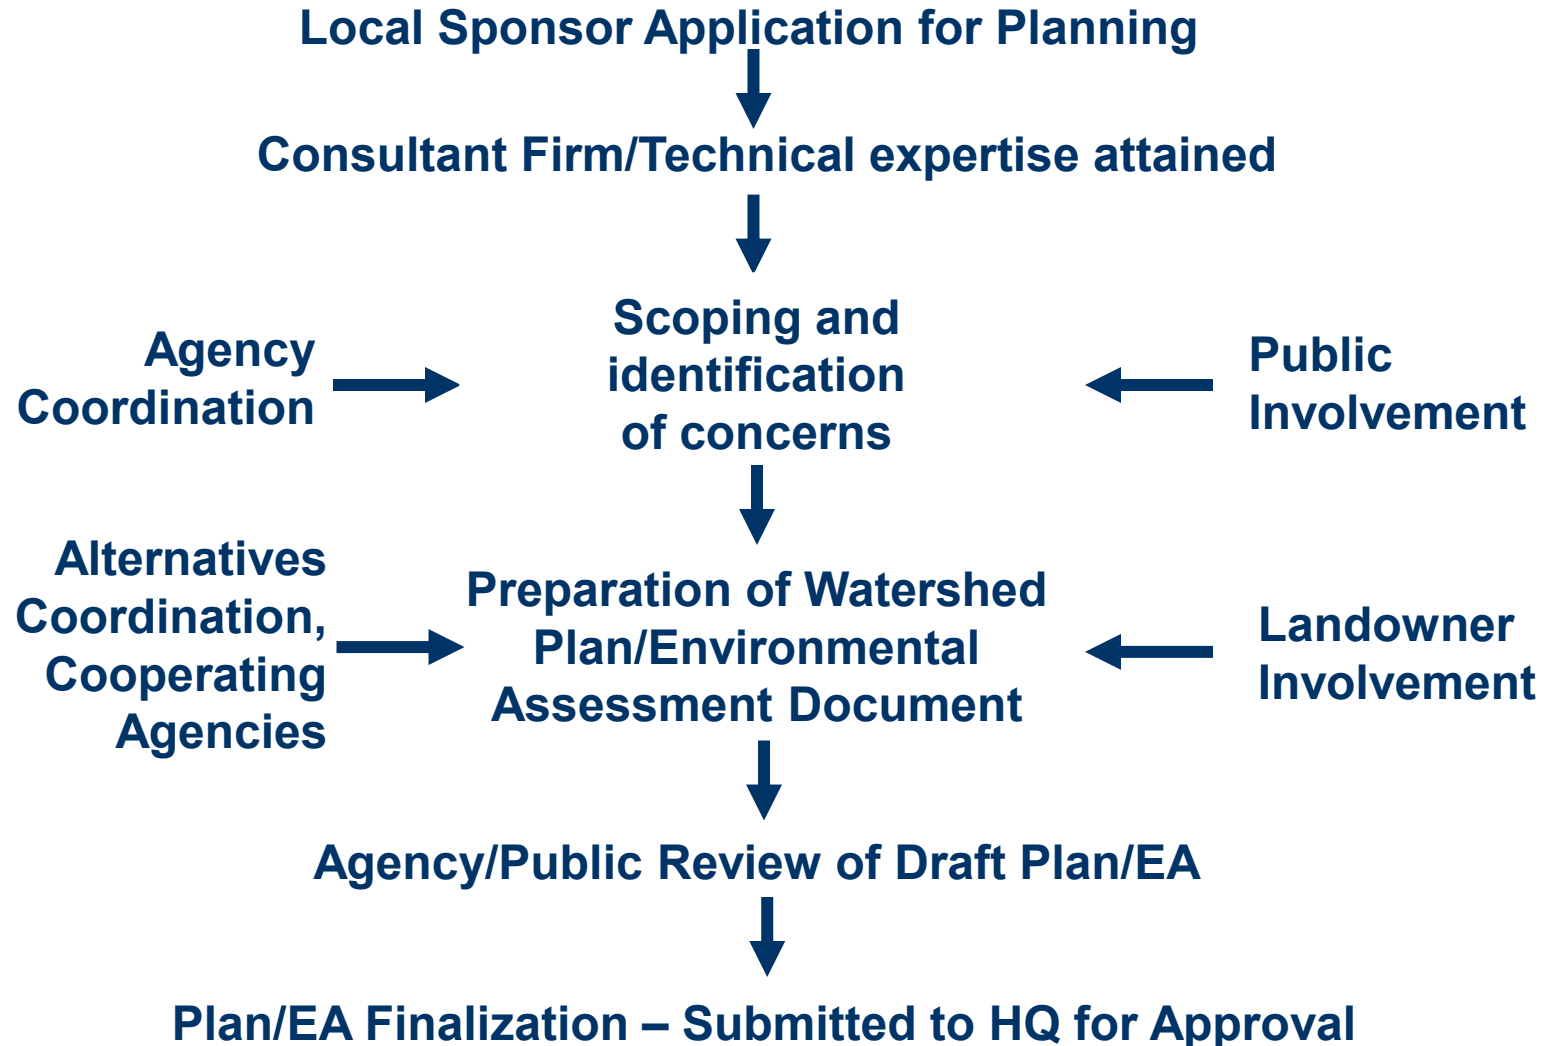 Local Sponsor Application for Planning
Consultant Firm/Technical expertise attained
Agency
Coordination
Scoping and
identification
of concerns
Public
Involvement
Alternatives
Coordination,
Cooperating
Agencies
Preparation of Watershed
Plan/Environmental
Assessment Document
Landowner
Involvement
Agency/Public Review of Draft Plan/EA
Plan/EA Finalization – Submitted to HQ for Approval